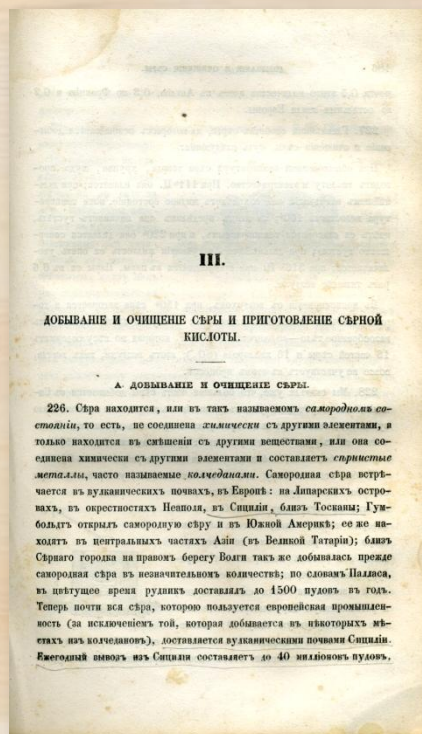 III.
ДОБЫВАНІЕ И ОЧИЩЕНІЕ СѢРЫ И ПРИГОТОВЛЕНІЕ СѢРНОЙ
КИСЛОТЫ.
А. ДОБЫВАНІЕ И ОЧИЩЕНІЕ СѢРЫ.
226. Сѣра находится, или въ такъ называемомъ самородномъ со-
стояніи, то есть, не соединена химически съ другими элементами, а
только находится въ смѣшеніи съ другими веществами, или она со-
единена химически съ другими элементами и составляетъ сѣрнистые
металлы, часто называемые колчеданами. Самородная сѣра встрѣ-
чается въ вулканическихъ почвахъ, въ Европѣ: на Липарскихъ остро-
вахъ, въ окрестностяхъ Неаполя, въ Сициліи, близъ Тосканы; Гум-
больдтъ открылъ самородную сѣру и въ Южной Америкѣ; ее же на-
ходятъ въ центральныхъ частяхъ Азіи (въ Великой Татаріи); близъ
Сѣрнаго городка на правомъ берегу Волги также добывалась прежде
самородная сѣра въ незначительномъ количествѣ; по словамъ Палласа,
въ цвѣтущее время рудникъ доставлялъ до 1500 пудовъ въ годъ.
Теперь почти вся сѣра, которою пользуется европейская промышлен-
ность (за исключеніемъ той, которая добывается въ нѣкоторыхъ мѣ-
стахъ изъ колчедановъ), доставляется вулканическими почвами Сициліи.
Ежегодный вывозъ изъ Сициліи составляетъ до 40 милліоновъ пудовъ,